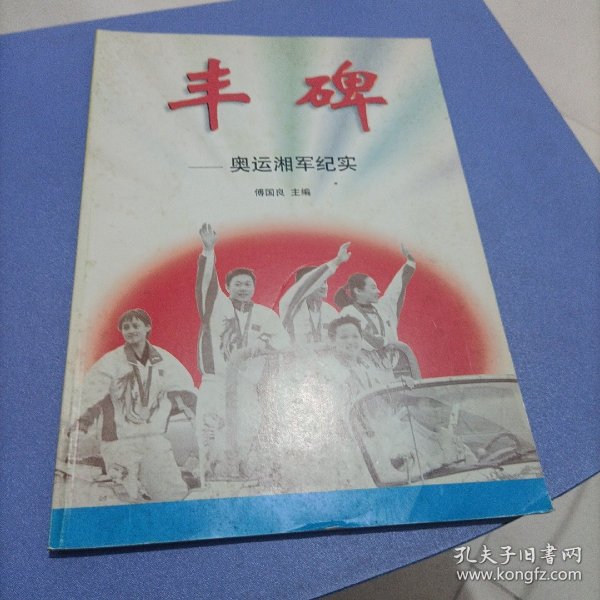 丰碑
——奥运湘军纪实
傅国良 主编
孔夫子旧书网
www.kongfz.com